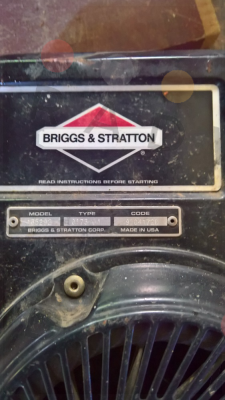 BRIGGS & STRATTON
®
READ INSTRUCTIONS BEFORE STARTING
MODEL TYPE CODE
BRIGGS & STRATTON CORP. MADE IN USA